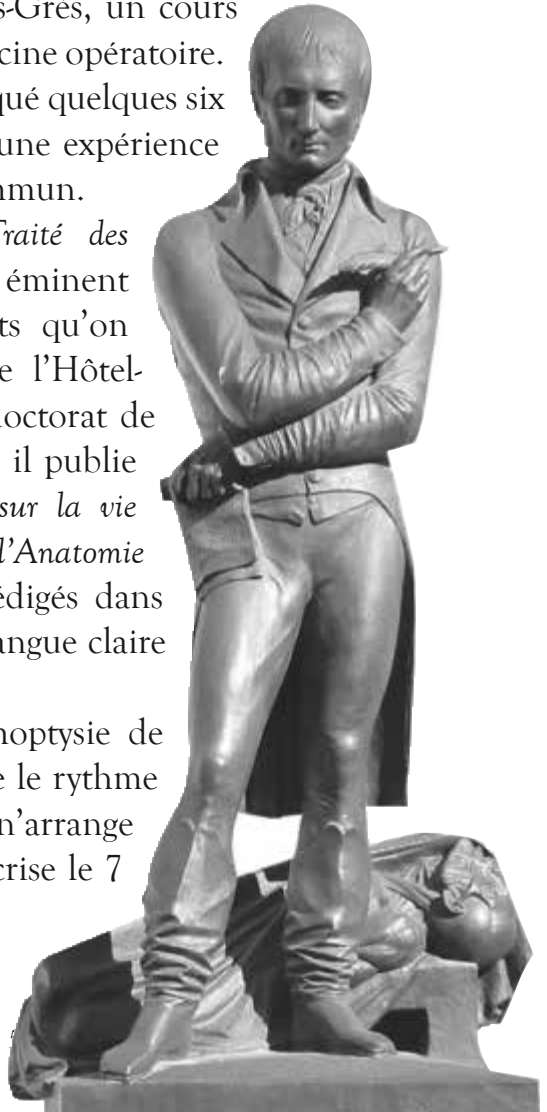 s-Grès, un cours
cine opératoire.
qué quelques six
une expérience
mmun.
Traité des
éminent
ts qu'on
e l'Hôtel-
doctorat de
il publie
sur la vie
l'Anatomie
édigés dans
angue claire
noptysie de
e le rythme
n'arrange
crise le 7